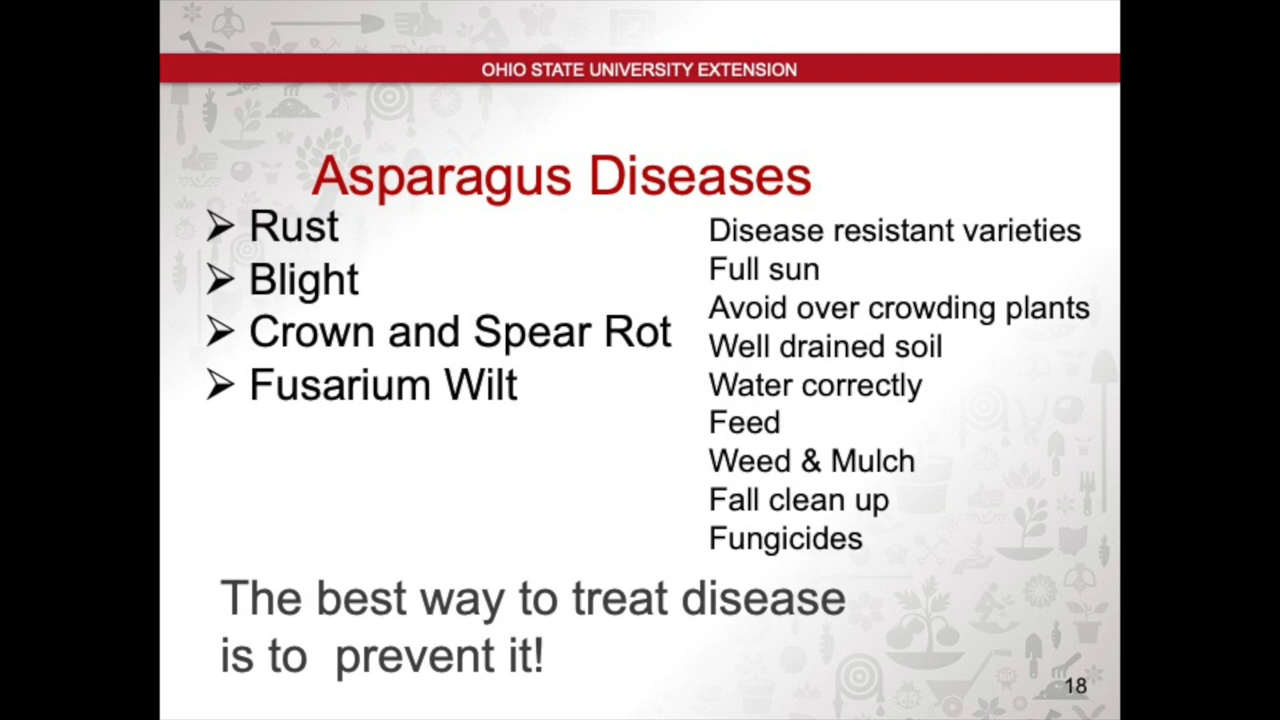 OHIO STATE UNIVERSITY EXTENSION
Asparagus Diseases
➢ Rust
➢ Blight
➢ Crown and Spear Rot
➢ Fusarium Wilt
Disease resistant varieties
Full sun
Avoid over crowding plants
Well drained soil
Water correctly
Feed
Weed & Mulch
Fall clean up
Fungicides
The best way to treat disease
is to  prevent it!
18